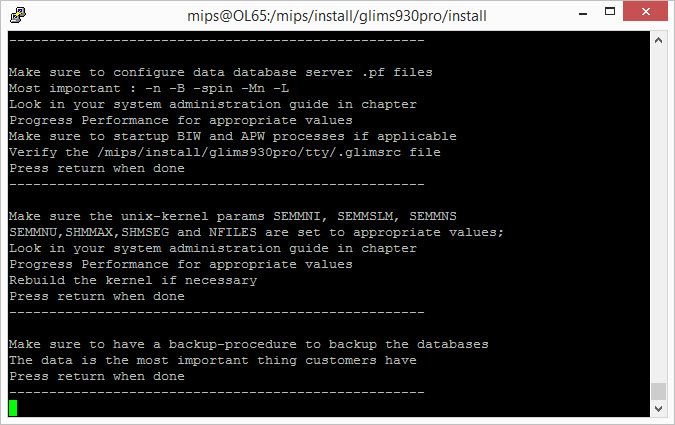 mips@OL65:/mips/install/glims930pro/install
----------------------------------------------------
Make sure to configure data database server .pf files
Most important : -n -B -spin -Mn -L
Look in your system administration guide in chapter
Progress Performance for appropriate values
Make sure to startup BIW and APW processes if applicable
Verify the /mips/install/glims930pro/tty/.glimsrc file
Press return when done
----------------------------------------------------
Make sure the unix-kernel params SEMMNI, SEMMSLM, SEMMNS
SEMMNU,SHMMAX,SHMSEG and NFILES are set to appropriate values;
Look in your system administration guide in chapter
Progress Performance for appropriate values
Rebuild the kernel if necessary
Press return when done
----------------------------------------------------
Make sure to have a backup-procedure to backup the databases
The data is the most important thing customers have
Press return when done
----------------------------------------------------